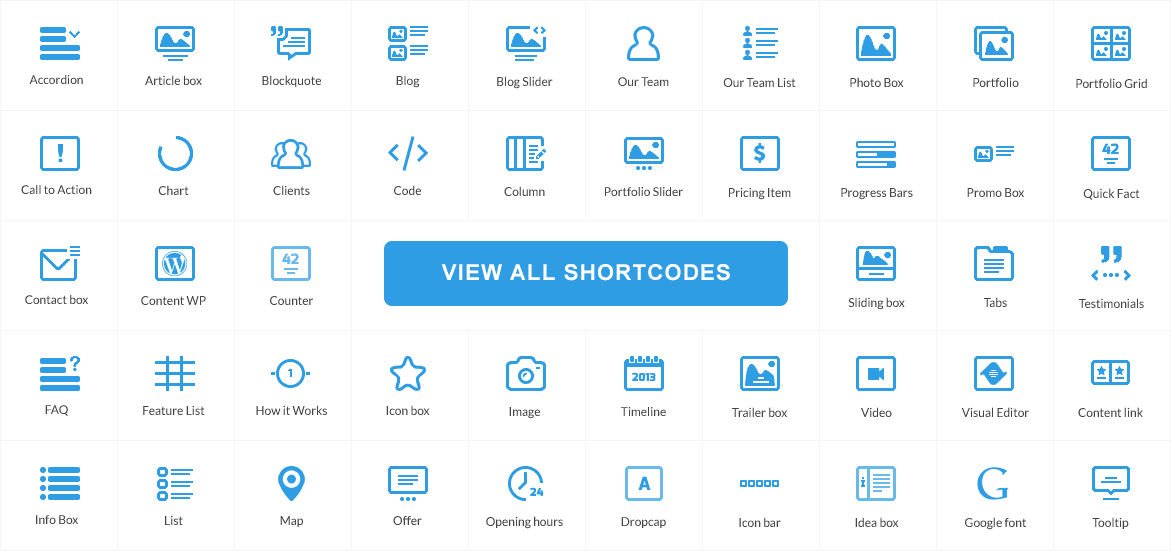 Accordion
Article box
Blockquote
Blog
Blog Slider
Our Team
Our Team List
Photo Box
Portfolio
Portfolio Grid
!
42
$
Call to Action
Chart
Clients
Code
Column
Portfolio Slider
Pricing Item
Progress Bars
Promo Box
Quick Fact
42
VIEW ALL SHORTCODES
Contact box
Content WP
Counter
Sliding box
Tabs
Testimonials
?
1
2013
FAQ
Feature List
How it Works
Icon box
Image
Timeline
Trailer box
Video
Visual Editor
Content link
24
A
i
G
Info Box
List
Map
Offer
Opening hours
Dropcap
Icon bar
Idea box
Google font
Tooltip